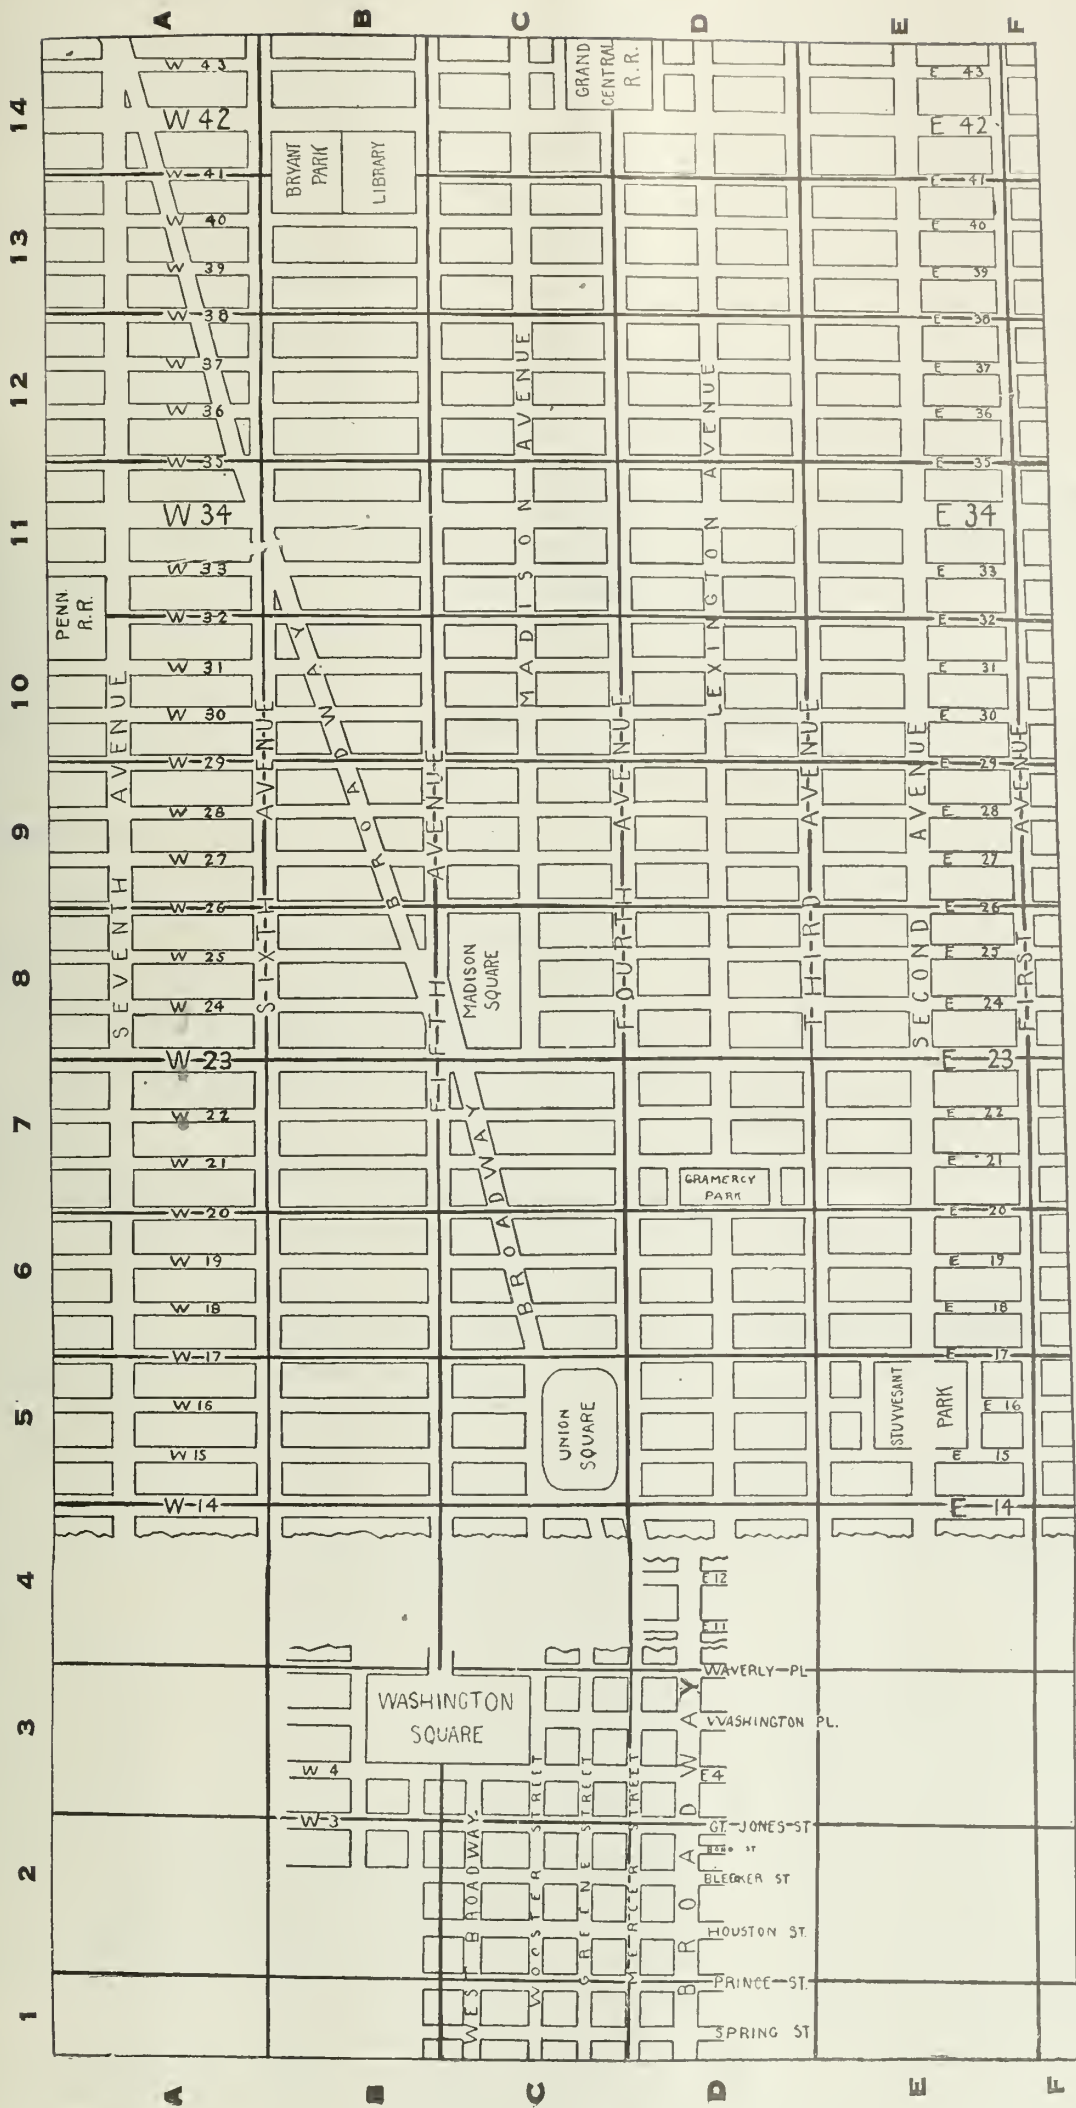 A
B
C
D
E
F
14
13
12
11
10
9
8
7
6
5
4
3
2
1
W 43
W 42
W 41
W 40
W 39
W 38
W 37
W 36
W 35
W 34
W 33
W 32
W 31
W 30
W 29
W 28
W 27
W 26
W 25
W 24
W 23
W 22
W 21
W 20
W 19
W 18
W 17
W 16
W 15
W 14
W 4
W 3
E 43
E 42
E 41
E 40
E 39
E 38
E 37
E 36
E 35
E 34
E 33
E 32
E 31
E 30
E 29
E 28
E 27
E 26
E 25
E 24
E 23
E 22
E 21
E 20
E 19
E 18
E 17
E 16
E 15
E 14
E 12
E 11
E 4
GRAND
CENTRAL
R.R.
BRYANT
PARK
LIBRARY
PENN.
R.R.
SEVENTH AVENUE
SIXTH AVENUE
BROADWAY
FIFTH AVENUE
MADISON AVENUE
FOURTH AVENUE
LEXINGTON AVENUE
THIRD AVENUE
SECOND AVENUE
FIRST AVENUE
MADISON
SQUARE
BROADWAY
GRAMERCY
PARK
UNION
SQUARE
STUYVESANT
PARK
WASHINGTON
SQUARE
WAVERLY PL
WASHINGTON PL.
GT. JONES ST
BOND ST
BLEEKER ST
HOUSTON ST.
PRINCE ST.
SPRING ST
WEST BROADWAY
WOOSTER STREET
GREENE STREET
MERCER STREET
BROADWAY
A
B
C
D
E
F